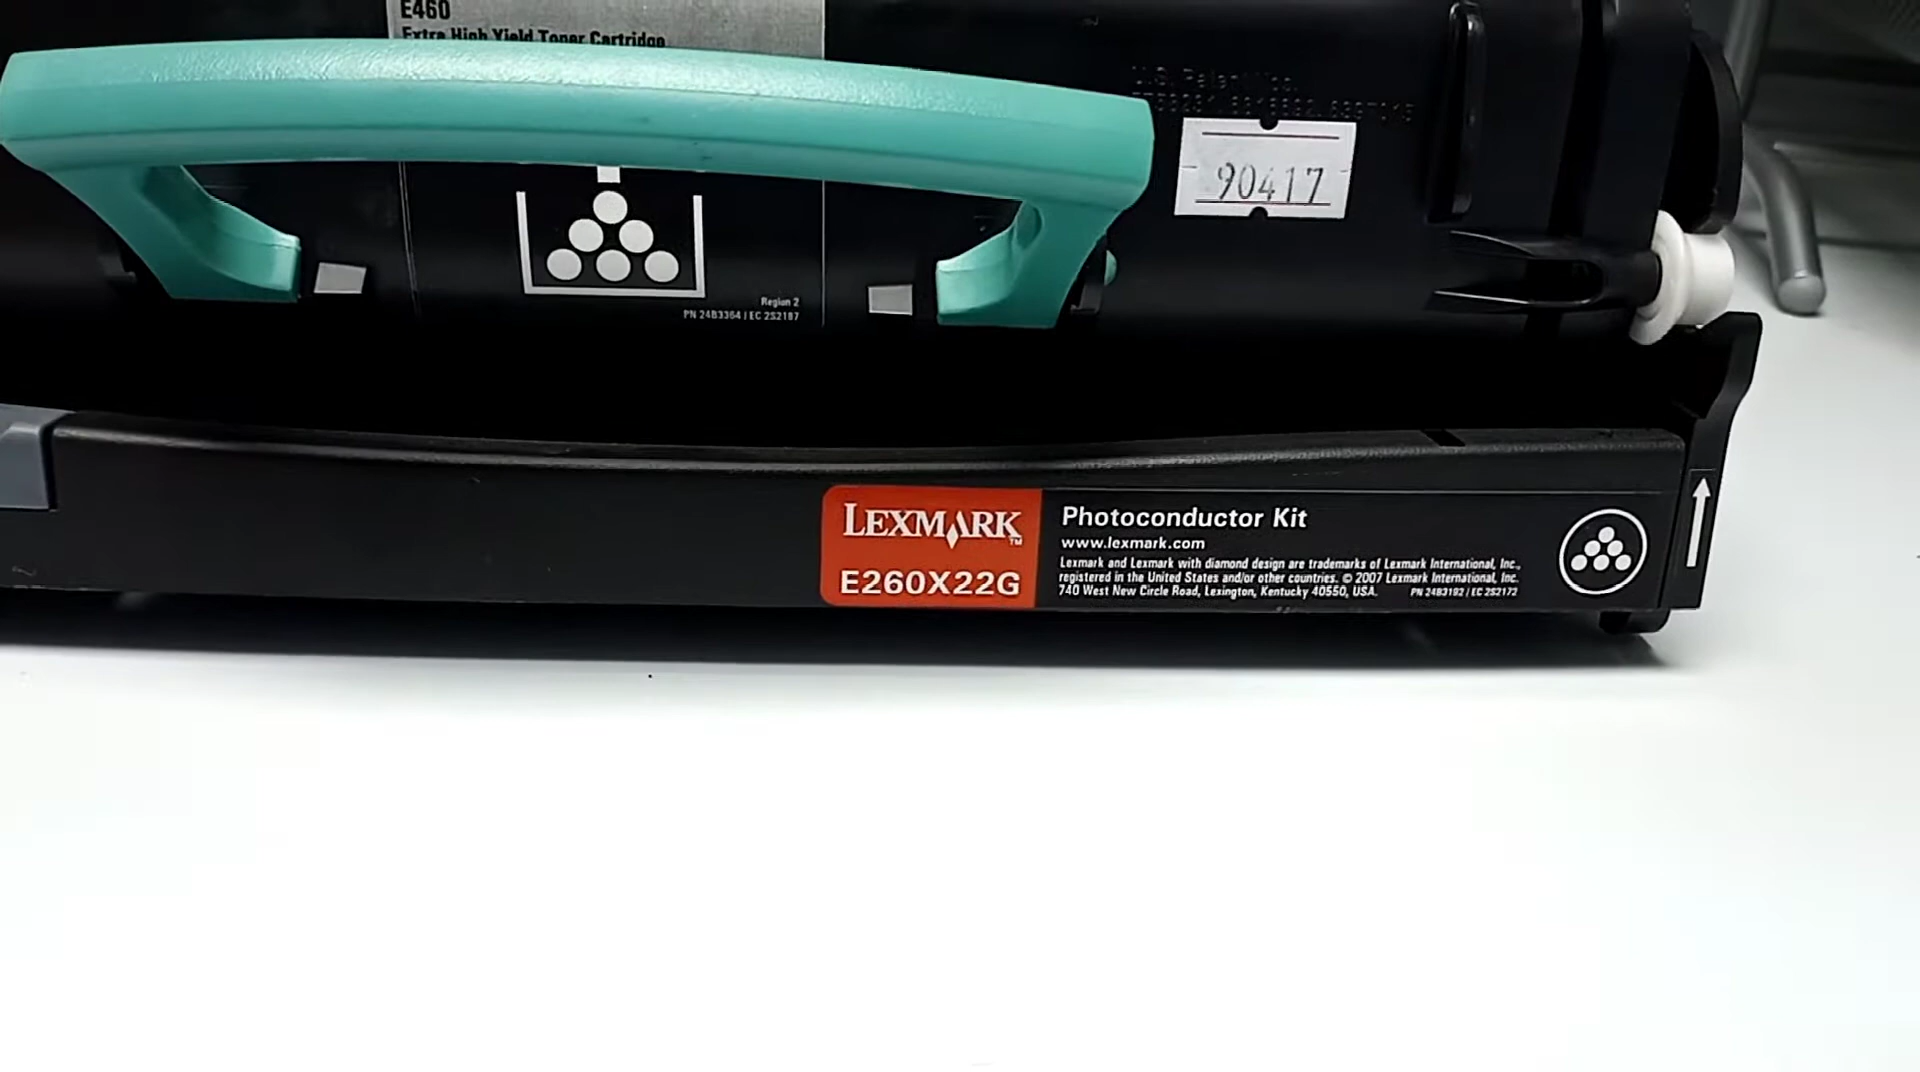 E460
Extra High Yield Toner Cartridge
U.S. Patent No.
90417
Region 2
PN 24B3364 | EC 2S2187
LEXMARK™
E260X22G
Photoconductor Kit
www.lexmark.com
Lexmark and Lexmark with diamond design are trademarks of Lexmark International, Inc.,
registered in the United States and/or other countries. © 2007 Lexmark International, Inc.
740 West New Circle Road, Lexington, Kentucky 40550, USA.
PN 24B3192 / EC 2S2172